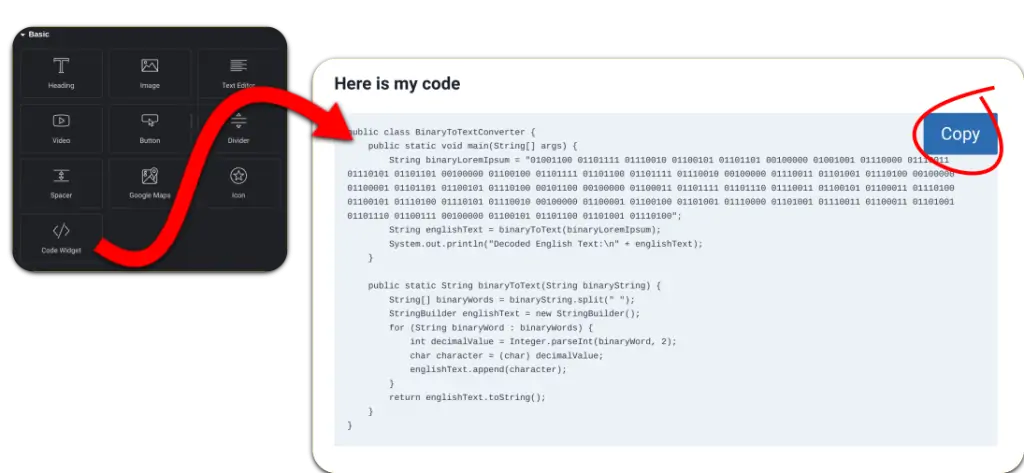 Basic
Heading
Image
Text Editor
Video
Button
Divider
Spacer
Google Maps
Icon
Code Widget
Here is my code
Copy
public class BinaryToTextConverter {
public static void main(String[] args) {
String binaryLoremIpsum = "01001100 01101111 01110010 01100101 01101101 00100000 01001001 01110000 01110011
01110101 01101101 00100000 01100100 01101111 01101100 01101111 01110010 00100000 01110011 01101001 01110100 00100000
01100001 01101101 01100101 01110100 00101100 00100000 01100011 01101111 01101110 01110011 01100101 01100011 01110100
01100101 01110100 01110101 01110010 00100000 01100001 01100100 01101001 01110000 01101001 01110011 01100011 01101001
01101110 01100111 00100000 01100101 01101100 01101001 01110100";
String englishText = binaryToText(binaryLoremIpsum);
System.out.println("Decoded English Text:\n" + englishText);
}
public static String binaryToText(String binaryString) {
String[] binaryWords = binaryString.split(" ");
StringBuilder englishText = new StringBuilder();
for (String binaryWord : binaryWords) {
int decimalValue = Integer.parseInt(binaryWord, 2);
char character = (char) decimalValue;
englishText.append(character);
}
return englishText.toString();
}
}